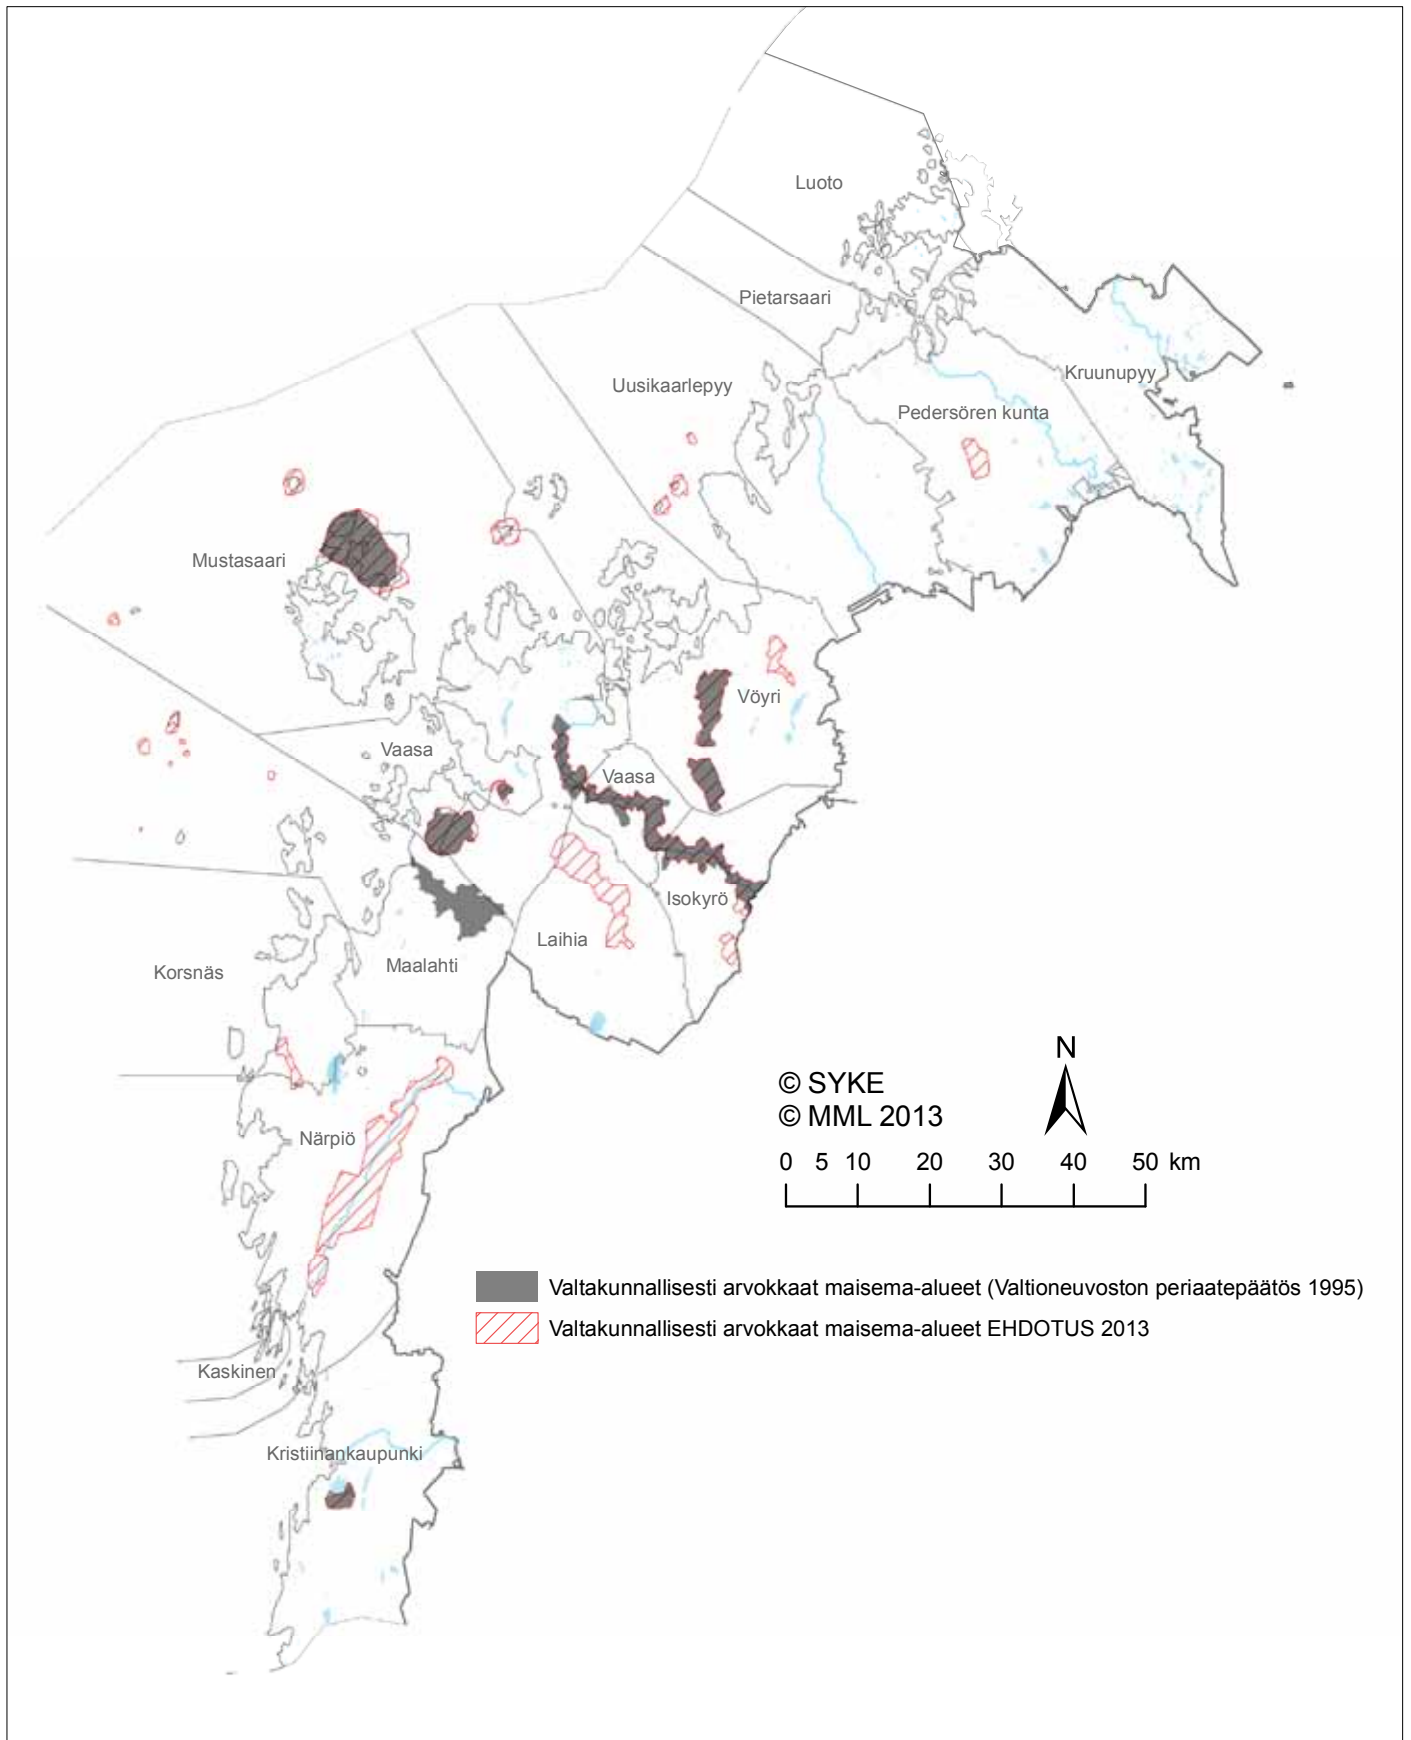 Luoto
Pietarsaari
Kruunupyy
Uusikaarlepyy
Pedersören kunta
Mustasaari
Vöyri
Vaasa
Vaasa
Isokyrö
Laihia
Maalahti
Korsnäs
N
© SYKE
© MML 2013
Närpiö
0 5 10 20 30 40 50 km
Valtakunnallisesti arvokkaat maisema-alueet (Valtioneuvoston periaatepäätös 1995)
Valtakunnallisesti arvokkaat maisema-alueet EHDOTUS 2013
Kaskinen
Kristiinankaupunki